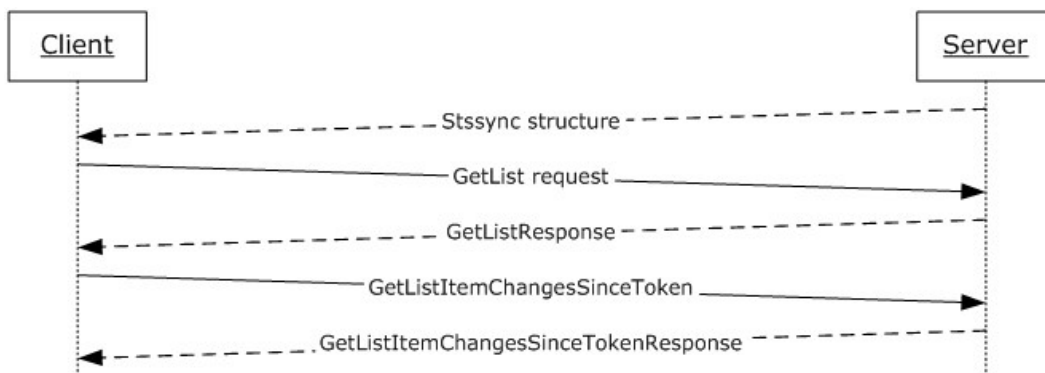 Client
Server
Stssync structure
GetList request
GetListResponse
GetListItemChangesSinceToken
GetListItemChangesSinceTokenResponse